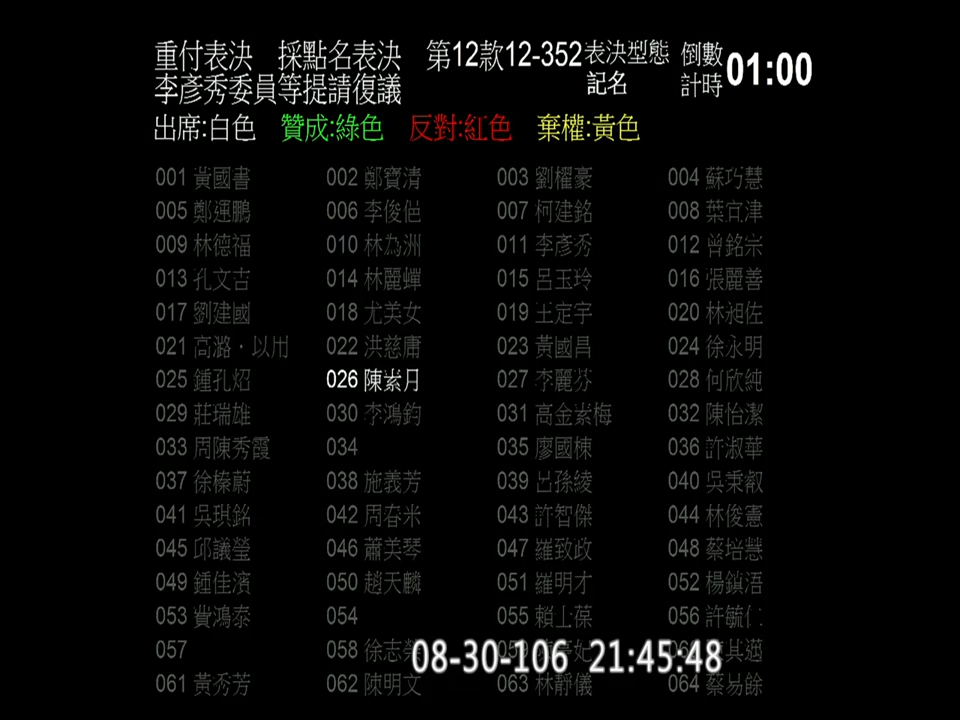 重付表決 採點名表決 第12款12-352 表決型態 倒數 01:00
李彥秀委員等提請復議 記名 計時
出席:白色 贊成:綠色 反對:紅色 棄權:黃色
001 黃國書 002 鄭寶清 003 劉櫂豪 004 蘇巧慧
005 鄭運鵬 006 李俊俋 007 柯建銘 008 葉宜津
009 林德福 010 林為洲 011 李彥秀 012 曾銘宗
013 孔文吉 014 林麗蟬 015 呂玉玲 016 張麗善
017 劉建國 018 尤美女 019 王定宇 020 林昶佐
021 高潞·以用 022 洪慈庸 023 黃國昌 024 徐永明
025 鍾孔炤 026 陳素月 027 李麗芬 028 何欣純
029 莊瑞雄 030 李鴻鈞 031 高金素梅 032 陳怡潔
033 周陳秀霞 034 035 廖國棟 036 許淑華
037 徐榛蔚 038 施義芳 039 呂孫綾 040 吳秉叡
041 吳琪銘 042 周春米 043 許智傑 044 林俊憲
045 邱議瑩 046 蕭美琴 047 羅致政 048 蔡培慧
049 鍾佳濱 050 趙天麟 051 羅明才 052 楊鎮浯
053 費鴻泰 054 055 賴士葆 056 許毓仁
057 058 徐志榮 059
08-30-106 21:45:48
061 黃秀芳 062 陳明文 063 林靜儀 064 蔡易餘